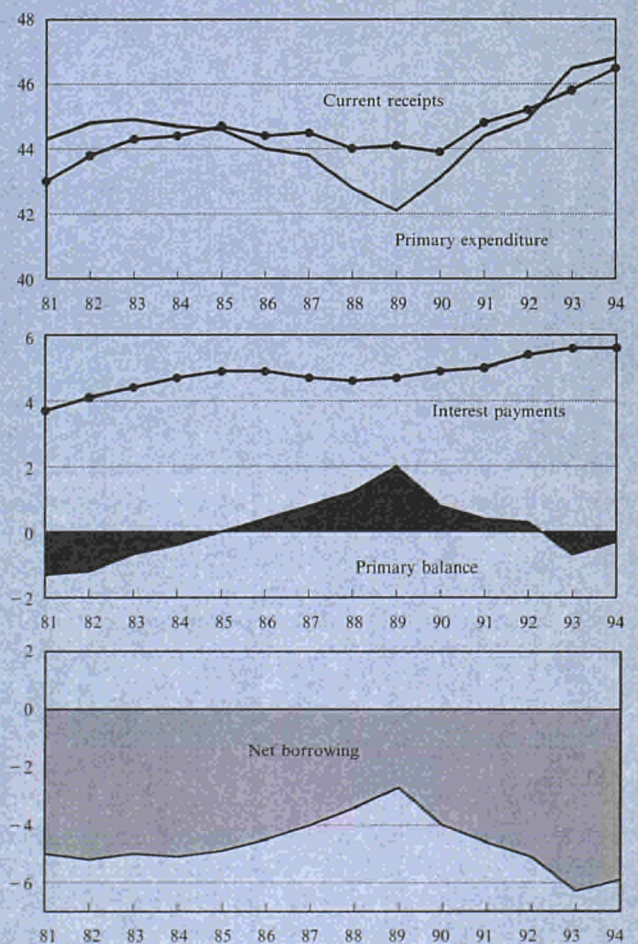 48
46
Current receipts
44
42
Primary expenditure
40
81 82 83 84 85 86 87 88 89 90 91 92 93 94
6
4
Interest payments
2
0
Primary balance
−2
81 82 83 84 85 86 87 88 89 90 91 92 93 94
2
0
Net borrowing
−2
−4
−6
81 82 83 84 85 86 87 88 89 90 91 92 93 94